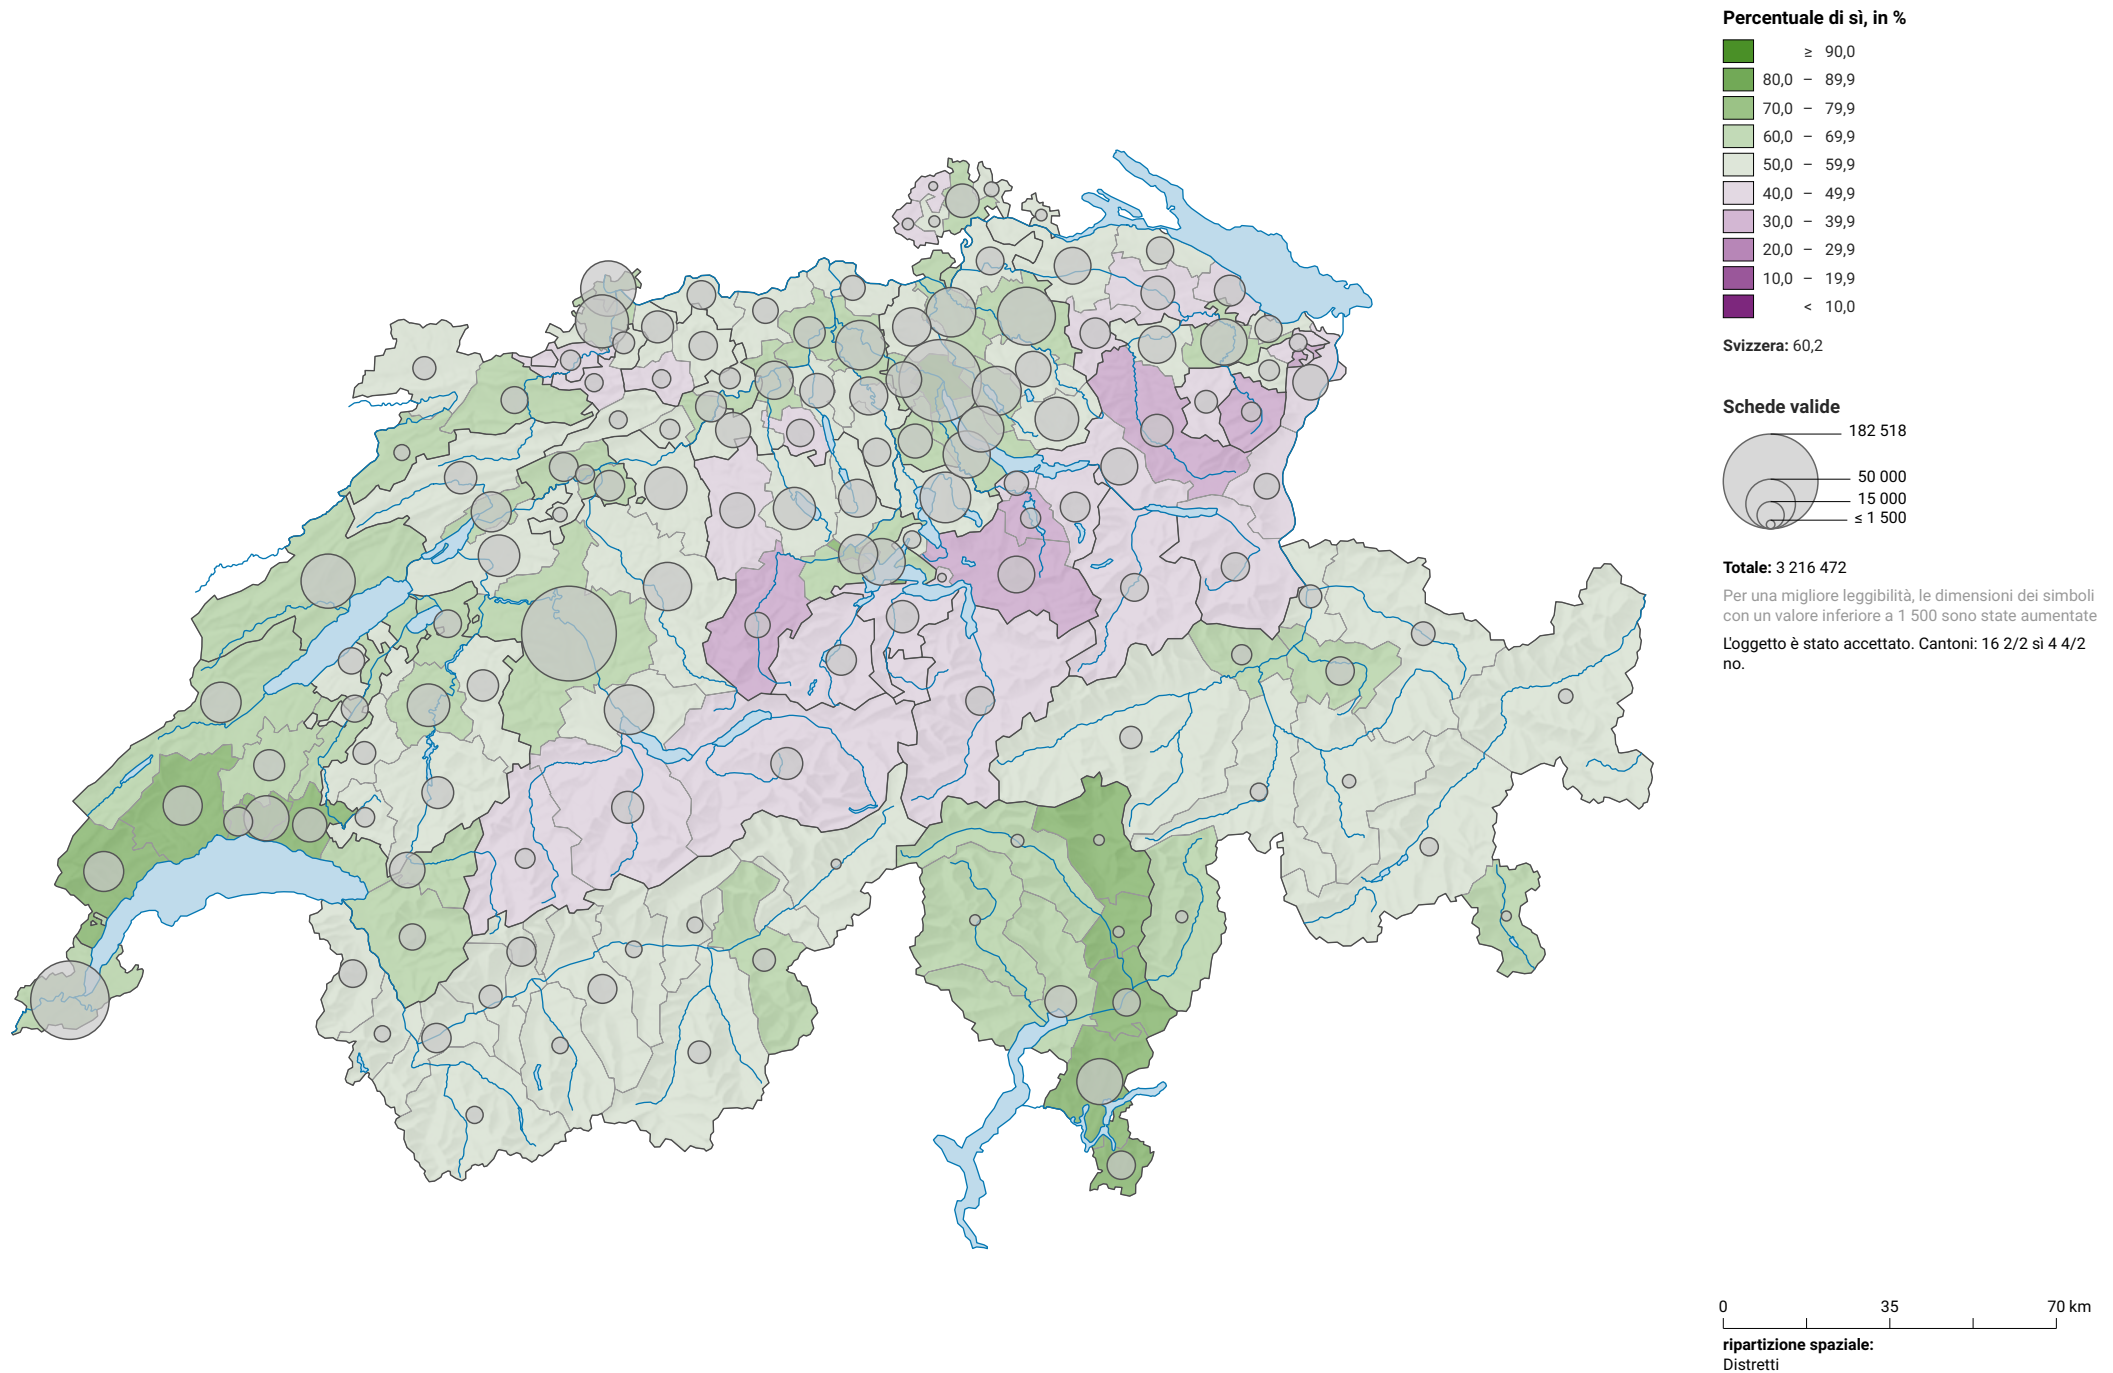 Percentuale di sì, in %
≥ 90,0
80,0 – 89,9
70,0 – 79,9
60,0 – 69,9
50,0 – 59,9
40,0 – 49,9
30,0 – 39,9
20,0 – 29,9
10,0 – 19,9
< 10,0
Svizzera: 60,2
Schede valide
182 518
50 000
15 000
≤ 1 500
Totale: 3 216 472
Per una migliore leggibilità, le dimensioni dei simboli
con un valore inferiore a 1 500 sono state aumentate
L'oggetto è stato accettato. Cantoni: 16 2/2 sì 4 4/2
no.
0 35 70 km
ripartizione spaziale:
Distretti